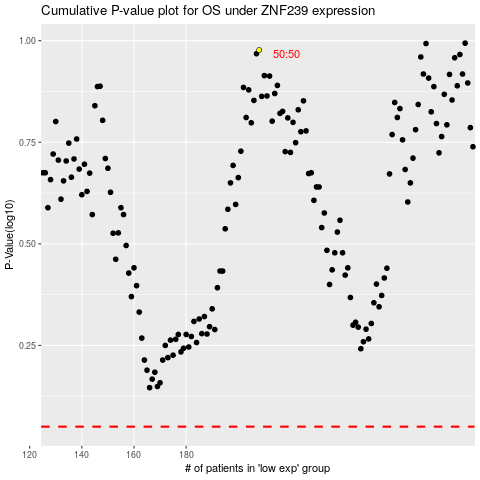 Cumulative P-value plot for OS under ZNF239 expression
1.00
50:50
0.75
P-Value(log10)
0.50
0.25
120 140 160 180
# of patients in 'low exp' group